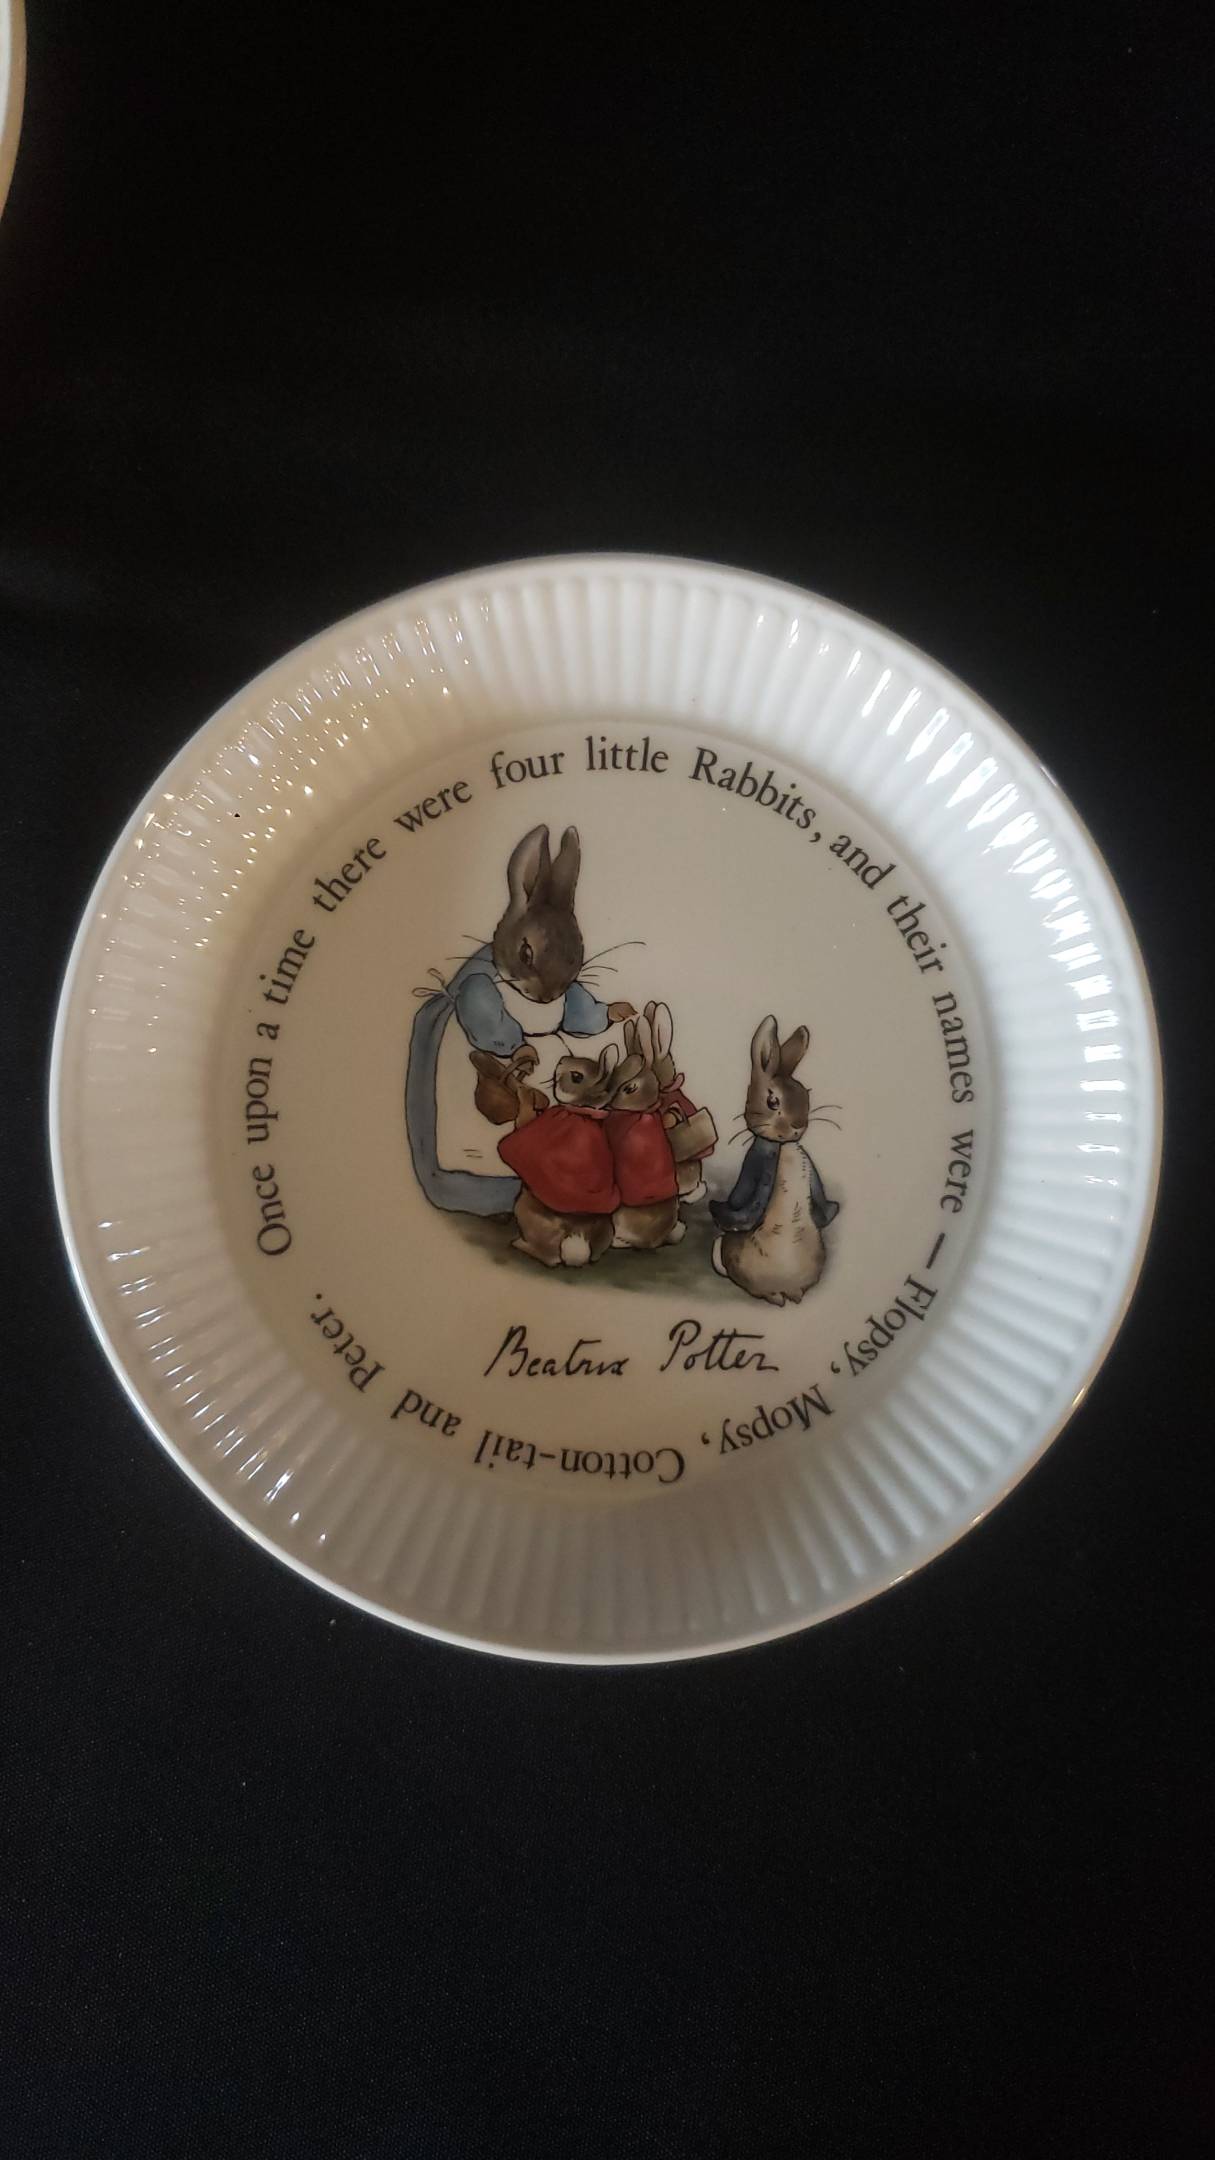 Once upon a time there were four little Rabbits, and their names were — Flopsy, Mopsy, Cotton-tail and Peter.
Beatrix Potter